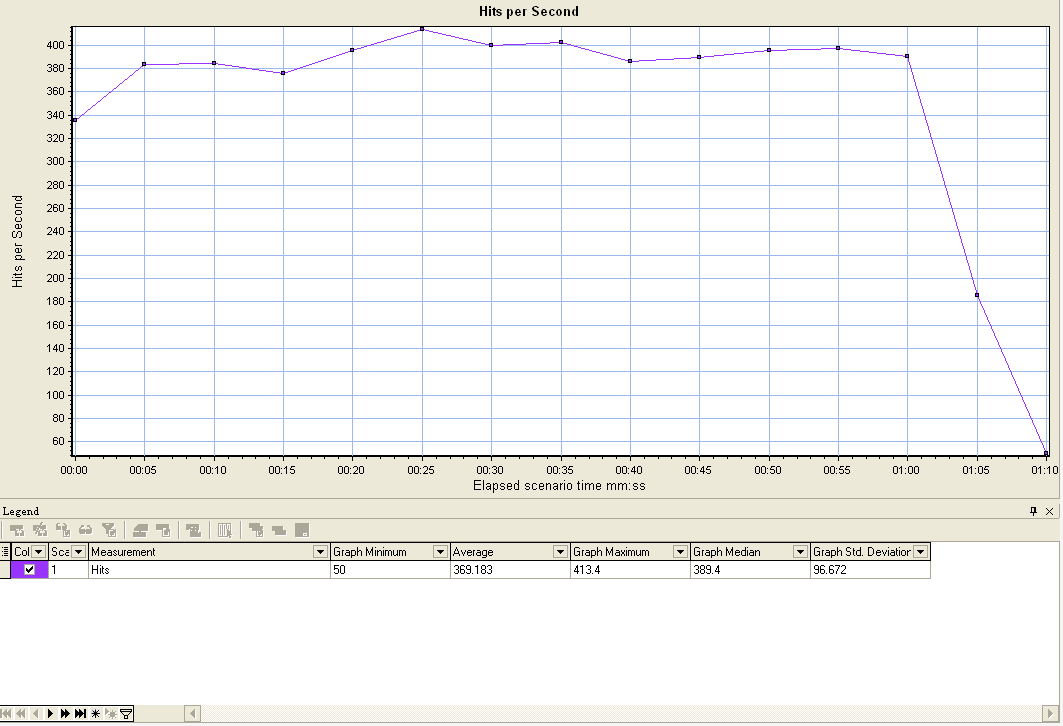 Hits per Second
400
380
360
340
320
300
280
260
240
220
200
180
160
140
120
100
80
60
Hits per Second
00:00 00:05 00:10 00:15 00:20 00:25 00:30 00:35 00:40 00:45 00:50 00:55 01:00 01:05 01:10
Elapsed scenario time mm:ss
Legend
Col Sca Measurement Graph Minimum Average Graph Maximum Graph Median Graph Std. Deviation
1 Hits 50 369.183 413.4 389.4 96.672